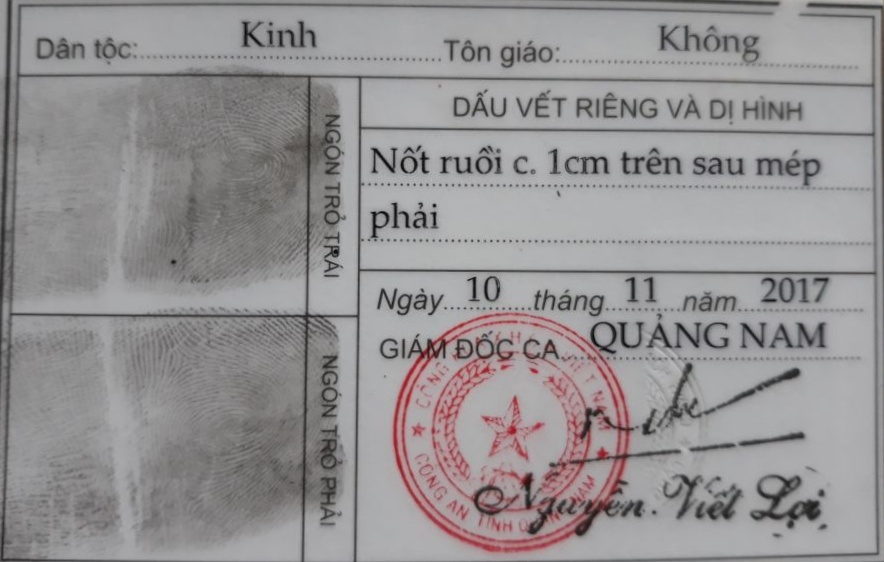 Dân tộc: Kinh Tôn giáo: Không
NGÓN TRỎ TRÁI
DẤU VẾT RIÊNG VÀ DỊ HÌNH
Nốt ruồi c. 1cm trên sau mép
phải
Ngày 10 tháng 11 năm 2017
GIÁM ĐỐC CA QUẢNG NAM
NGÓN TRỎ PHẢI
CÔNG AN TỈNH QUẢNG NAM
Nguyễn Viết Lợi